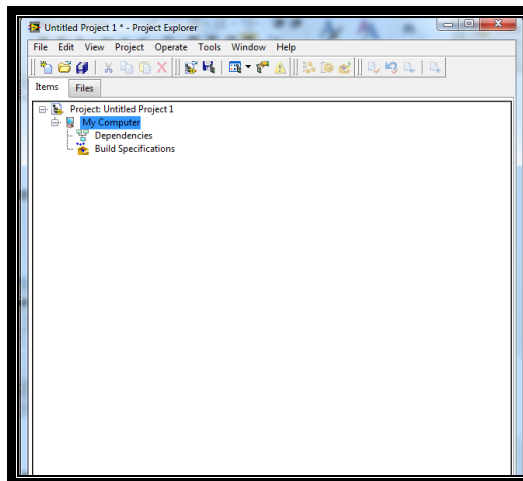 Untitled Project 1 * - Project Explorer
File Edit View Project Operate Tools Window Help
Items Files
Project: Untitled Project 1
My Computer
Dependencies
Build Specifications